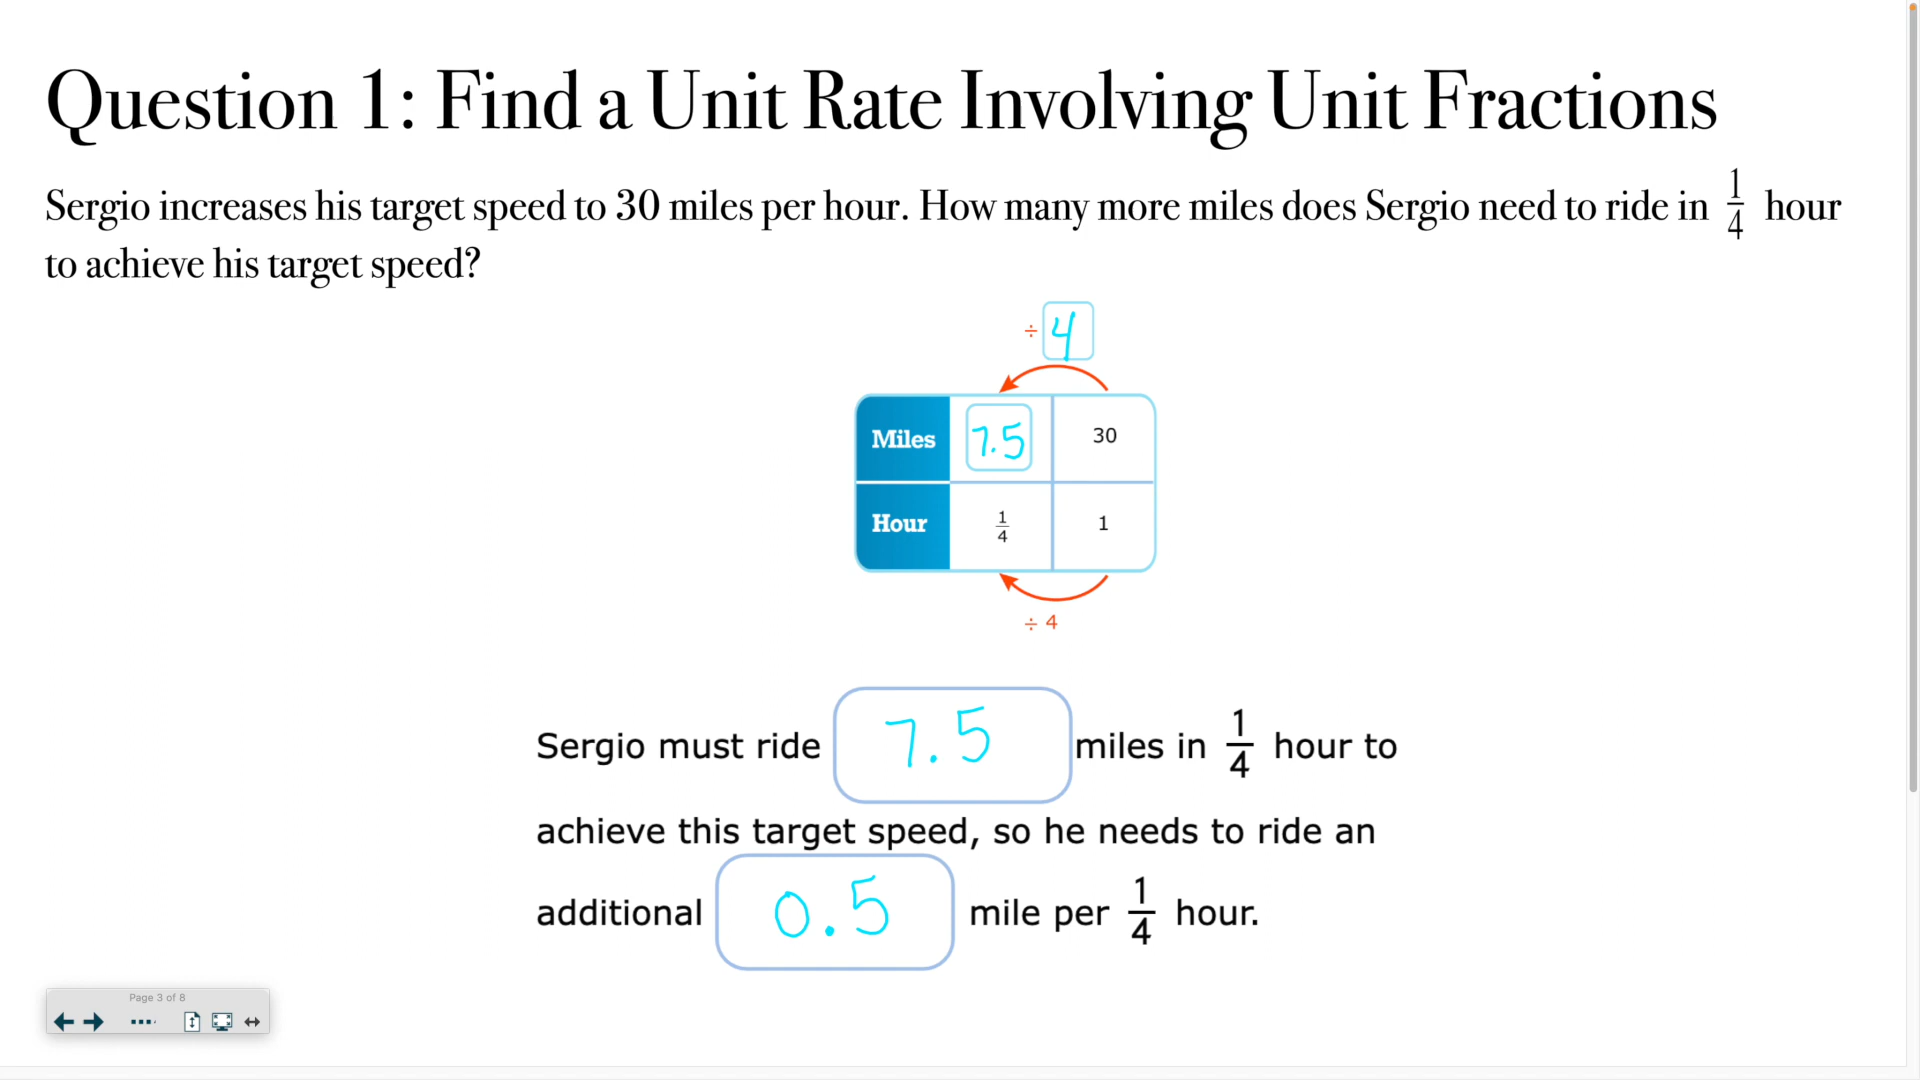 Question 1: Find a Unit Rate Involving Unit Fractions
Sergio increases his target speed to 30 miles per hour. How many more miles does Sergio need to ride in 1/4 hour
to achieve his target speed?
÷ 4
Miles 7.5 30
Hour 1/4 1
÷ 4
Sergio must ride 7.5 miles in 1/4 hour to
achieve this target speed, so he needs to ride an
additional 0.5 mile per 1/4 hour.
Page 3 of 8